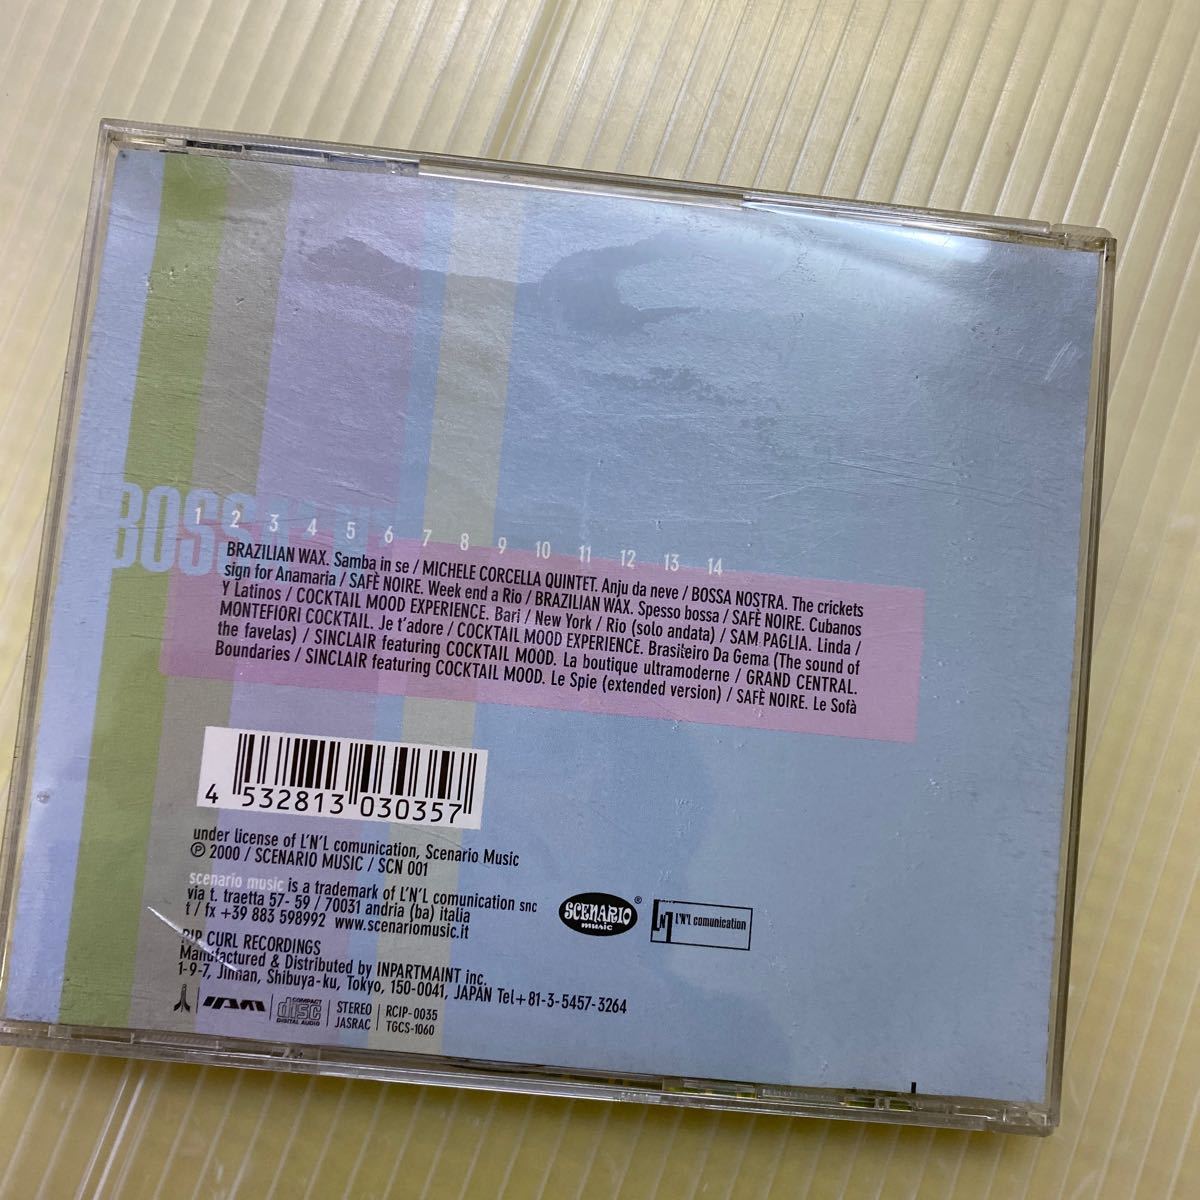 BOSSA
1 2 3 4 5 6 7 8 9 10 11 12 13 14
BRAZILIAN WAX. Samba in se / MICHELE CORCELLA QUINTET. Anju da neve / BOSSA NOSTRA. The crickets
sign for Anamaria / SAFÈ NOIRE. Week end a Rio / BRAZILIAN WAX. Spesso bossa / SAFÈ NOIRE. Cubanos
Y Latinos / COCKTAIL MOOD EXPERIENCE. Bari / New York / Rio (solo andata) / SAM PAGLIA. Linda /
MONTEFIORI COCKTAIL. Je t'adore / COCKTAIL MOOD EXPERIENCE. Brasileiro Da Gema (The sound of
the favelas) / SINCLAIR featuring COCKTAIL MOOD. La boutique ultramoderne / GRAND CENTRAL.
Boundaries / SINCLAIR featuring COCKTAIL MOOD. Le Spie (extended version) / SAFÈ NOIRE. Le Sofà
4 532813 030357
under license of L'N'L comunication, Scenario Music
℗ 2000 / SCENARIO MUSIC / SCN 001
scenario music is a trademark of L'N'L comunication snc
via t. traetta 57- 59 / 70031 andria (ba) italia
t / fx +39 883 598992 www.scenariomusic.it
SCENARIO ®
music
L'N'L comunication
RIP CURL RECORDINGS
Manufactured & Distributed by INPARTMAINT inc.
1-9-7, Jinnan, Shibuya-ku, Tokyo, 150-0041, JAPAN Tel+81-3-5457-3264
COMPACT
disc
DIGITAL AUDIO
STEREO
JASRAC
RCIP-0035
TGCS-1060